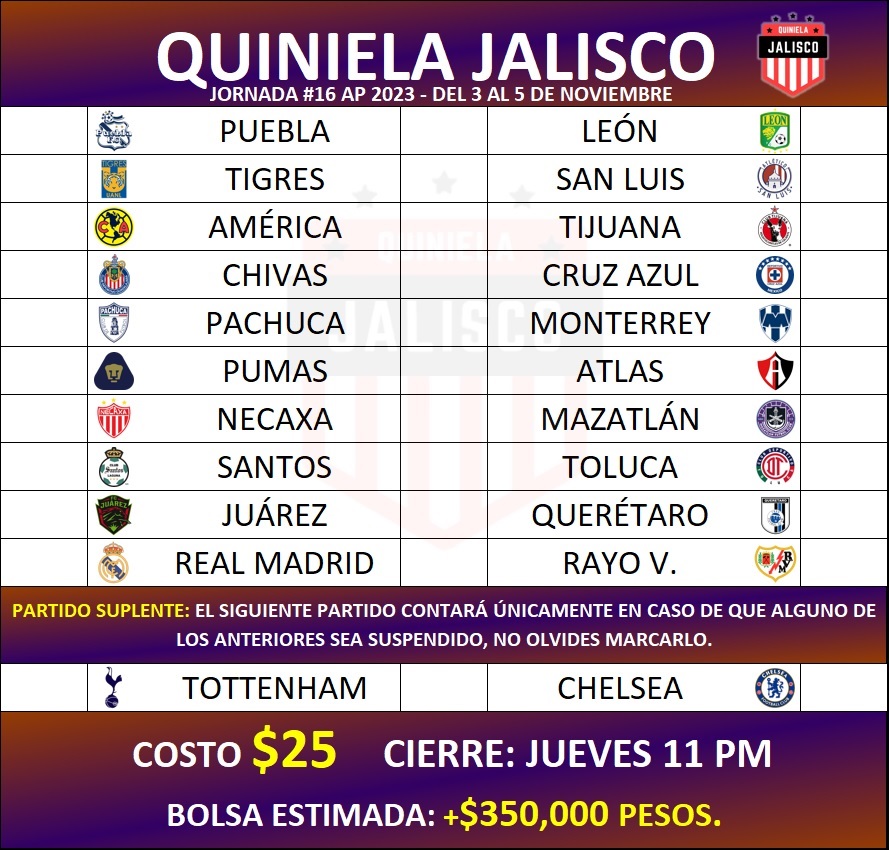 QUINIELA JALISCO
QUINIELA
JALISCO
JORNADA #16 AP 2023 - DEL 3 AL 5 DE NOVIEMBRE
PUEBLA LEÓN
TIGRES SAN LUIS
AMÉRICA TIJUANA
CHIVAS CRUZ AZUL
PACHUCA MONTERREY
PUMAS ATLAS
NECAXA MAZATLÁN
SANTOS TOLUCA
JUÁREZ QUERÉTARO
REAL MADRID RAYO V.
QUINIELA
JALISCO
PARTIDO SUPLENTE: EL SIGUIENTE PARTIDO CONTARÁ ÚNICAMENTE EN CASO DE QUE ALGUNO DE
LOS ANTERIORES SEA SUSPENDIDO, NO OLVIDES MARCARLO.
TOTTENHAM CHELSEA
COSTO $25 CIERRE: JUEVES 11 PM
BOLSA ESTIMADA: +$350,000 PESOS.